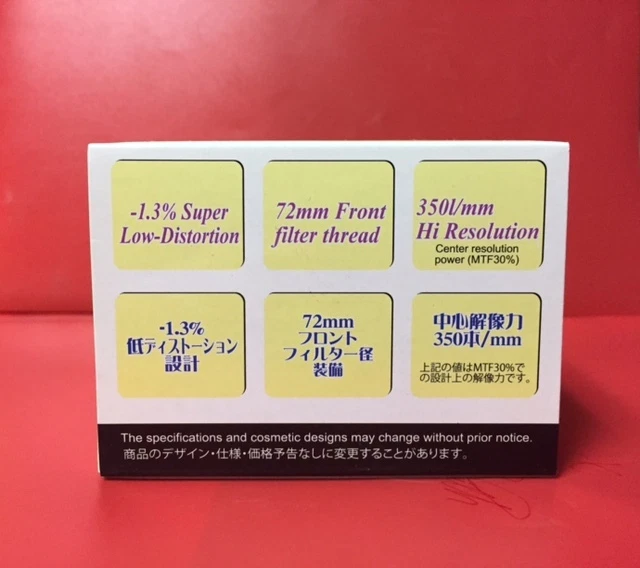 -1.3% Super
Low-Distortion
72mm Front
filter thread
350l/mm
Hi Resolution
Center resolution
power (MTF30%)
-1.3%
低ディストーション
設計
72mm
フロント
フィルター径
装備
中心解像力
350本/mm
上記の値はMTF30%で
の設計上の解像力です。
The specifications and cosmetic designs may change without prior notice.
商品のデザイン・仕様・価格予告なしに変更することがあります。